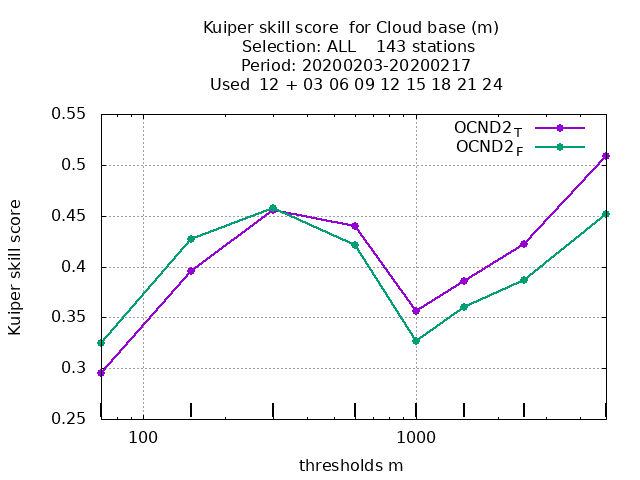 Kuiper skill score  for Cloud base (m)
Selection: ALL    143 stations
Period: 20200203-20200217
Used  12 + 03 06 09 12 15 18 21 24
OCND2T
OCND2F
Kuiper skill score
0.55
0.5
0.45
0.4
0.35
0.3
0.25
100
1000
thresholds m